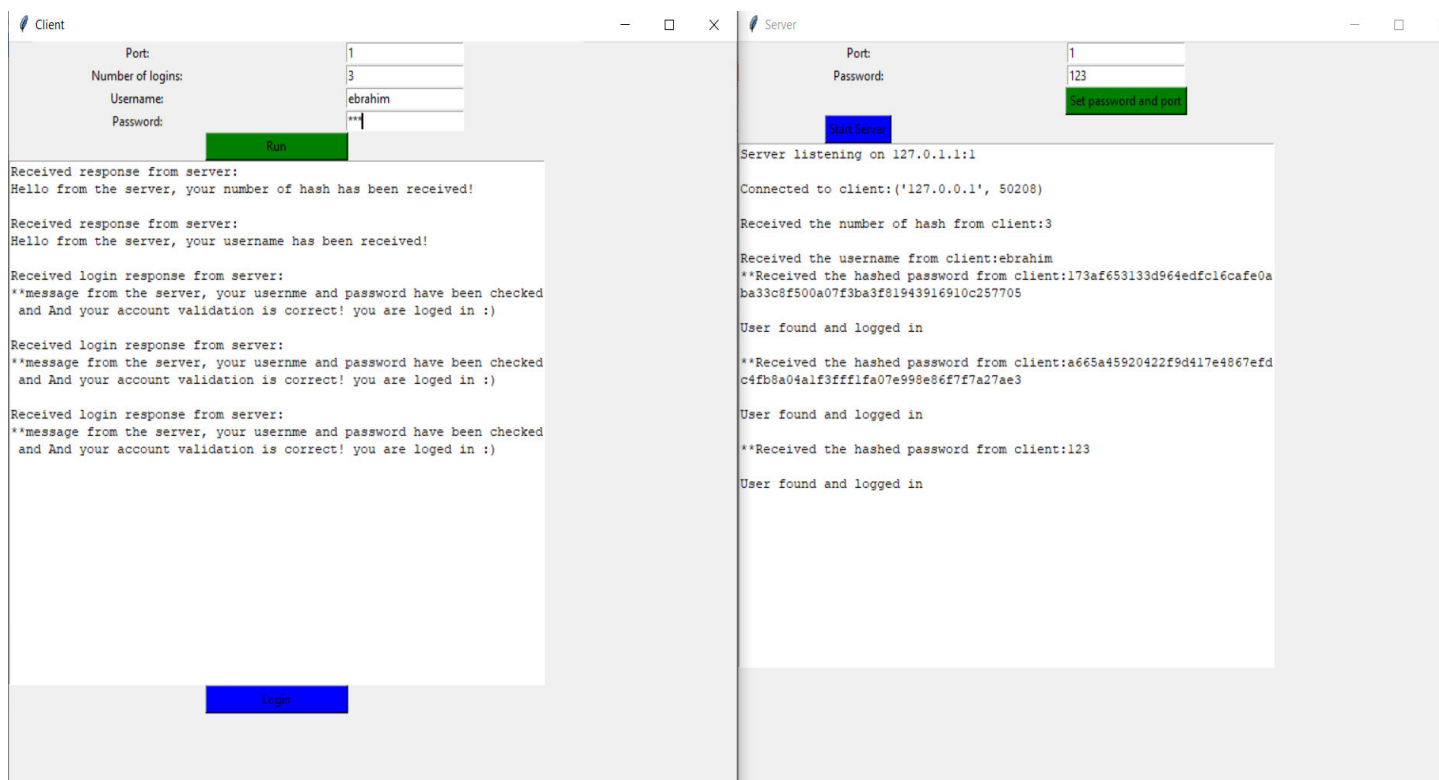 Client
Port:
1
Number of logins:
3
Username:
ebrahim
Password:
***
Run
Received response from server:
Hello from the server, your number of hash has been received!
Received response from server:
Hello from the server, your username has been received!
Received login response from server:
**message from the server, your usernme and password have been checked
and And your account validation is correct! you are loged in :)
Received login response from server:
**message from the server, your usernme and password have been checked
and And your account validation is correct! you are loged in :)
Received login response from server:
**message from the server, your usernme and password have been checked
and And your account validation is correct! you are loged in :)
Login
Server
Port:
1
Password:
123
Set password and port
Start Server
Server listening on 127.0.1.1:1
Connected to client:('127.0.0.1', 50208)
Received the number of hash from client:3
Received the username from client:ebrahim
**Received the hashed password from client:173af653133d964edfc16cafe0a
ba33c8f500a07f3ba3f81943916910c257705
User found and logged in
**Received the hashed password from client:a665a45920422f9d417e4867efd
c4fb8a04a1f3fff1fa07e998e86f7f7a27ae3
User found and logged in
**Received the hashed password from client:123
User found and logged in